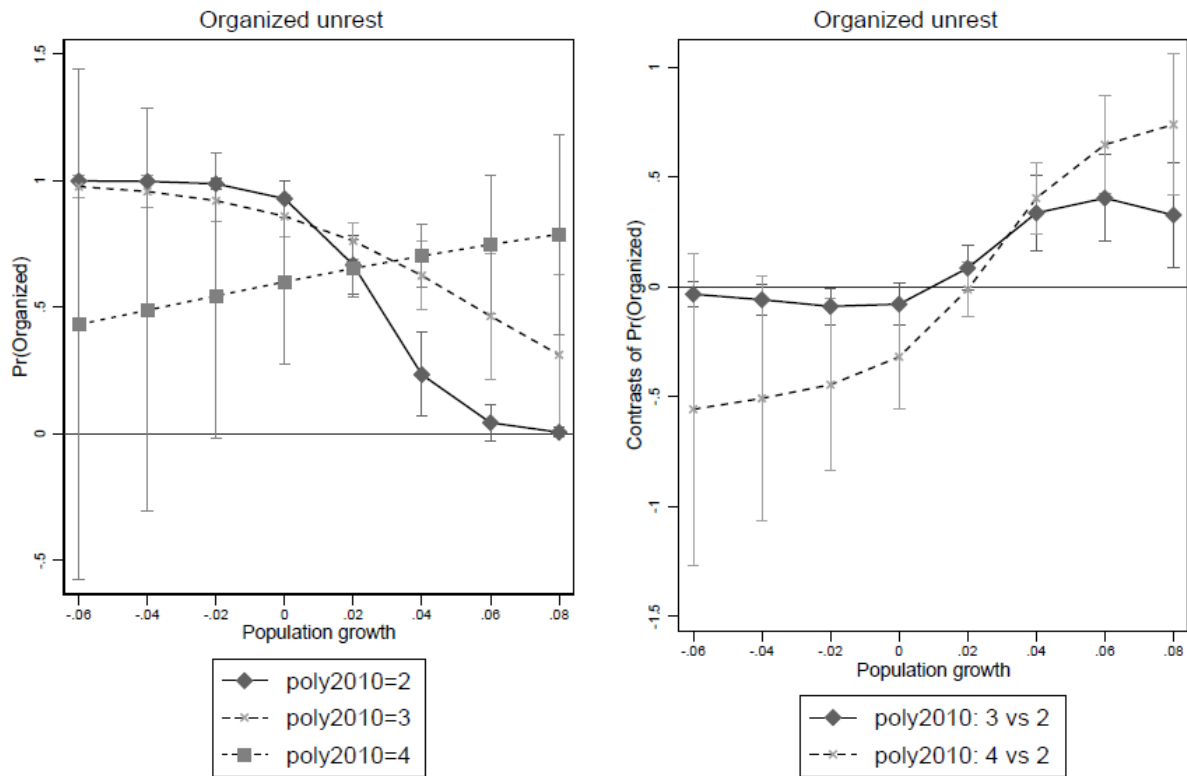 Organized unrest
1.5
1
.5
0
-.5
Pr(Organized)
-.06 -.04 -.02 0 .02 .04 .06 .08
Population growth
poly2010=2
poly2010=3
poly2010=4
Organized unrest
1
.5
0
-.5
-1
-1.5
Contrasts of Pr(Organized)
-.06 -.04 -.02 0 .02 .04 .06 .08
Population growth
poly2010: 3 vs 2
poly2010: 4 vs 2